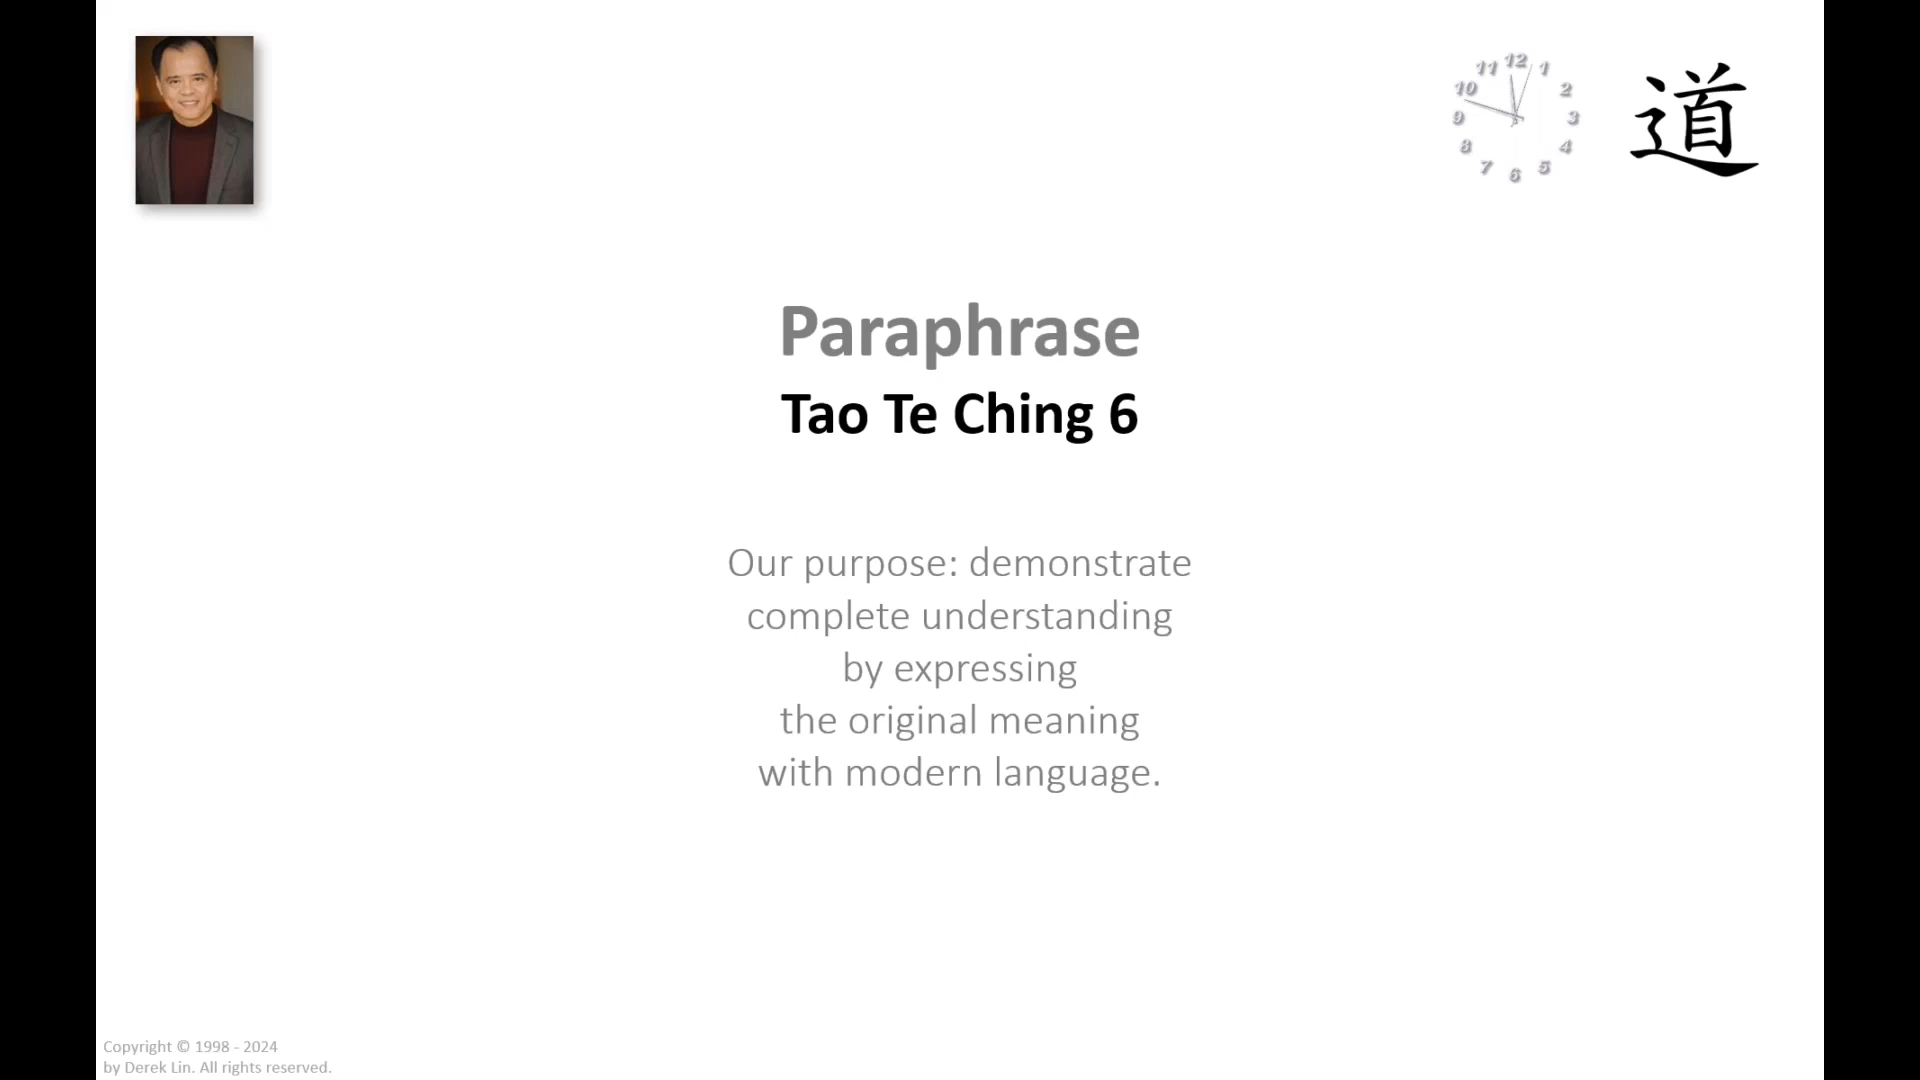 12
11
1
10
2
9
3
8
4
7
5
6
道
Paraphrase
Tao Te Ching 6
Our purpose: demonstrate
complete understanding
by expressing
the original meaning
with modern language.
Copyright © 1998 - 2024
by Derek Lin. All rights reserved.